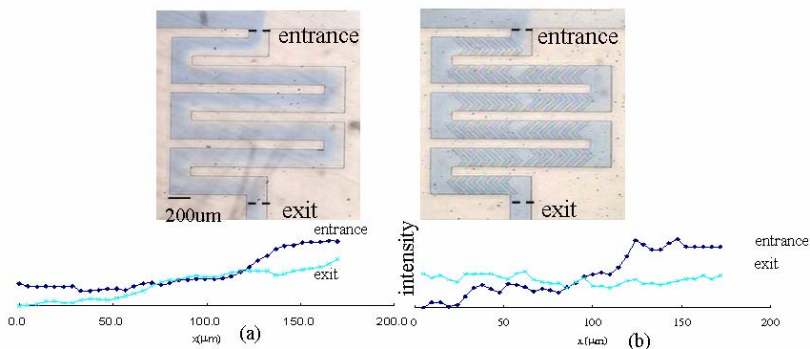 entrance
entrance
200um
exit
exit
entrance
exit
0.0
50.0
100.0
150.0
200.0
x(μm)
(a)
intensity
entrance
exit
0
50
100
150
200
x(μm)
(b)